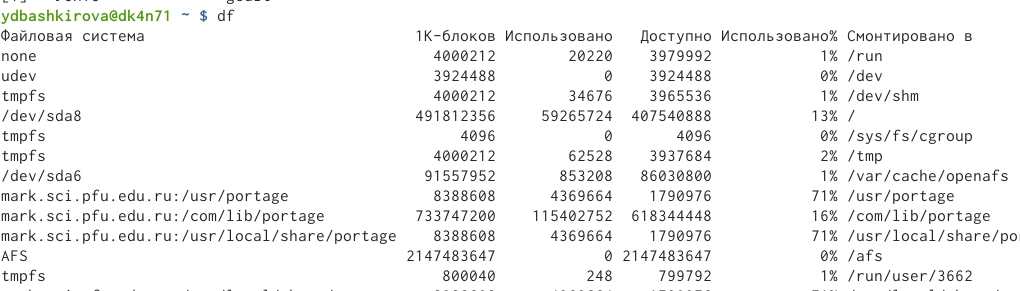 ydbashkirova@dk4n71 ~ $ df
Файловая система 1K-блоков Использовано Доступно Использовано% Смонтировано в
none 4000212 20220 3979992 1% /run
udev 3924488 0 3924488 0% /dev
tmpfs 4000212 34676 3965536 1% /dev/shm
/dev/sda8 491812356 59265724 407540888 13% /
tmpfs 4096 0 4096 0% /sys/fs/cgroup
tmpfs 4000212 62528 3937684 2% /tmp
/dev/sda6 91557952 853208 86030800 1% /var/cache/openafs
mark.sci.pfu.edu.ru:/usr/portage 8388608 4369664 1790976 71% /usr/portage
mark.sci.pfu.edu.ru:/com/lib/portage 733747200 115402752 618344448 16% /com/lib/portage
mark.sci.pfu.edu.ru:/usr/local/share/portage 8388608 4369664 1790976 71% /usr/local/share/po
AFS 2147483647 0 2147483647 0% /afs
tmpfs 800040 248 799792 1% /run/user/3662